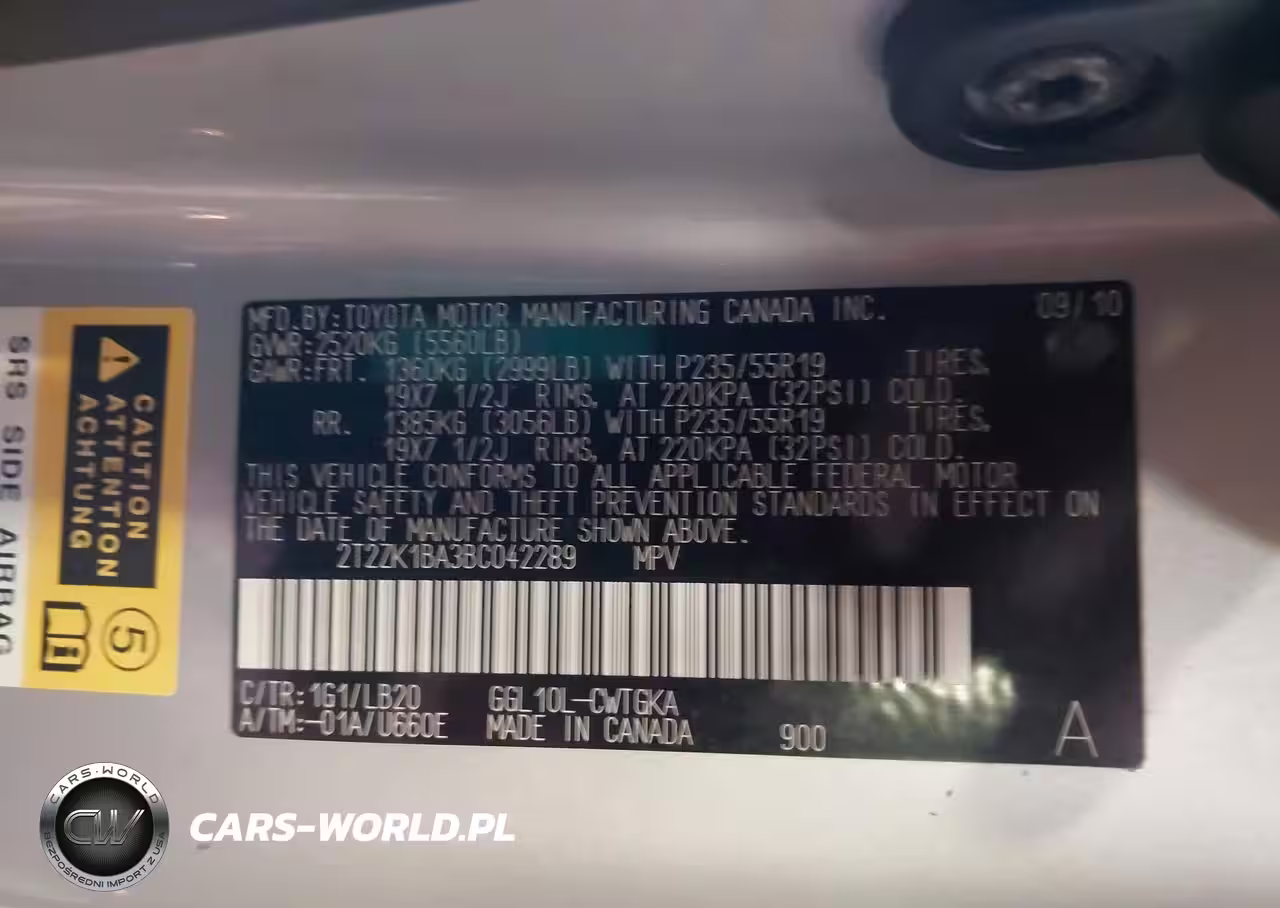 MFD.BY:TOYOTA MOTOR MANUFACTURING CANADA INC. 09/10
GVWR:2520KG (5560LB)
GAWR:FRT. 1360KG (2999LB) WITH P235/55R19 TIRES,
19X7 1/2J RIMS, AT 220KPA (32PSI) COLD.
RR. 1385KG (3056LB) WITH P235/55R19 TIRES,
19X7 1/2J RIMS, AT 220KPA (32PSI) COLD.
THIS VEHICLE CONFORMS TO ALL APPLICABLE FEDERAL MOTOR
VEHICLE SAFETY AND THEFT PREVENTION STANDARDS IN EFFECT ON
THE DATE OF MANUFACTURE SHOWN ABOVE.
2T2ZK1BA3BC042289 MPV
C/TR:1G1/LB20 GGL10L-CWTGKA
A/TM:-01A/U660E MADE IN CANADA 900 A
CAUTION
ATTENTION
ACHTUNG
5
SRS SIDE AIRBAG
CARS-WORLD
CW
BEZPOŚREDNI IMPORT Z USA
CARS-WORLD.PL